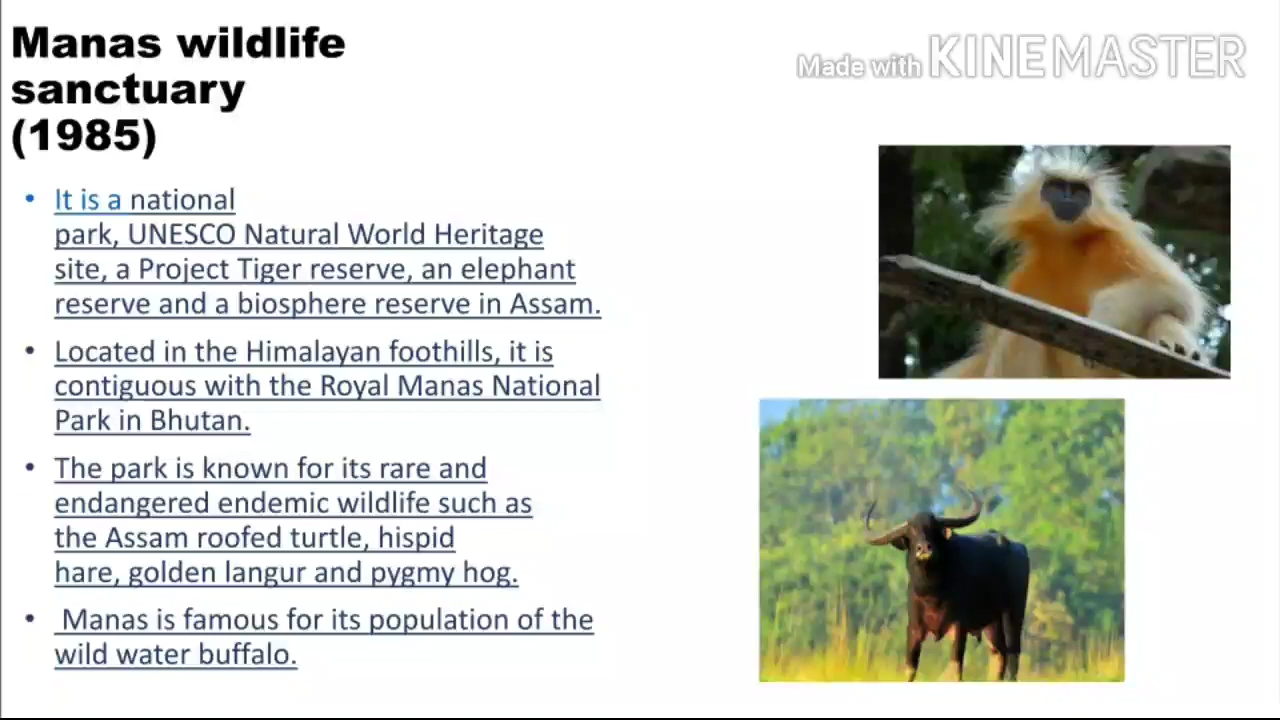 Manas wildlife
sanctuary
(1985)
Made with KINEMASTER
• It is a national
park, UNESCO Natural World Heritage
site, a Project Tiger reserve, an elephant
reserve and a biosphere reserve in Assam.
• Located in the Himalayan foothills, it is
contiguous with the Royal Manas National
Park in Bhutan.
• The park is known for its rare and
endangered endemic wildlife such as
the Assam roofed turtle, hispid
hare, golden langur and pygmy hog.
• Manas is famous for its population of the
wild water buffalo.